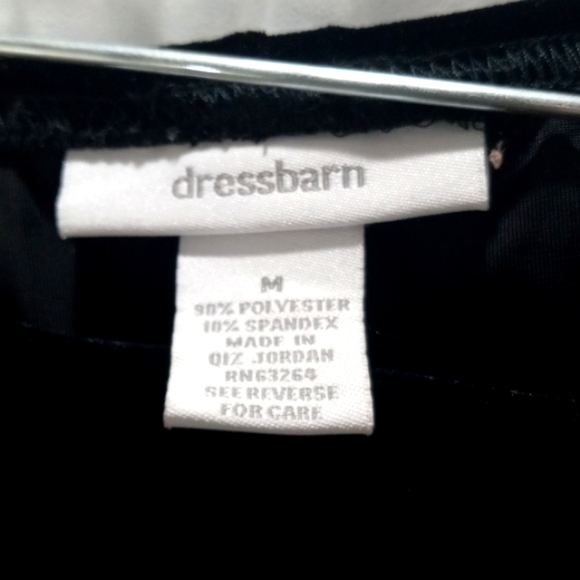 dressbarn
M
90% POLYESTER
10% SPANDEX
MADE IN
QIZ JORDAN
RN63264
SEE REVERSE
FOR CARE